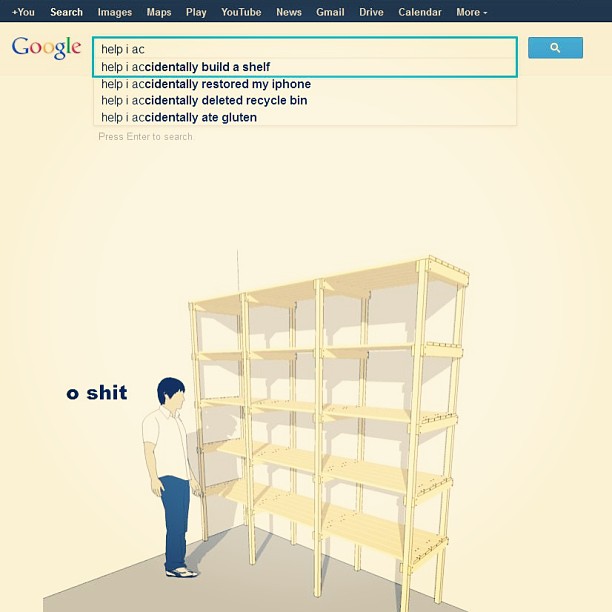 +You Search Images Maps Play YouTube News Gmail Drive Calendar More
Google
help i ac
help i accidentally build a shelf
help i accidentally restored my iphone
help i accidentally deleted recycle bin
help i accidentally ate gluten
Press Enter to search
o shit